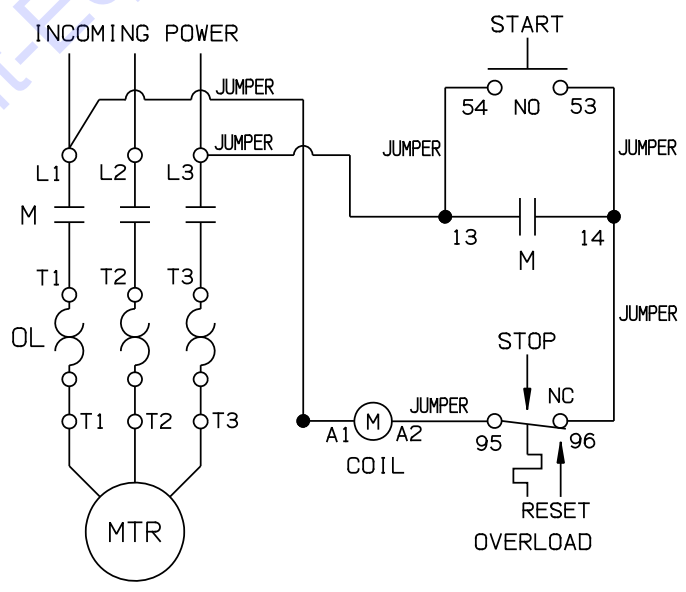 INCOMING POWER
START
JUMPER
54 NO 53
JUMPER
JUMPER
JUMPER
L1 L2 L3
M
13 14
M
T1 T2 T3
JUMPER
OL
STOP
NC
JUMPER
T1 T2 T3
M
A1 A2
95 96
COIL
RESET
MTR
OVERLOAD